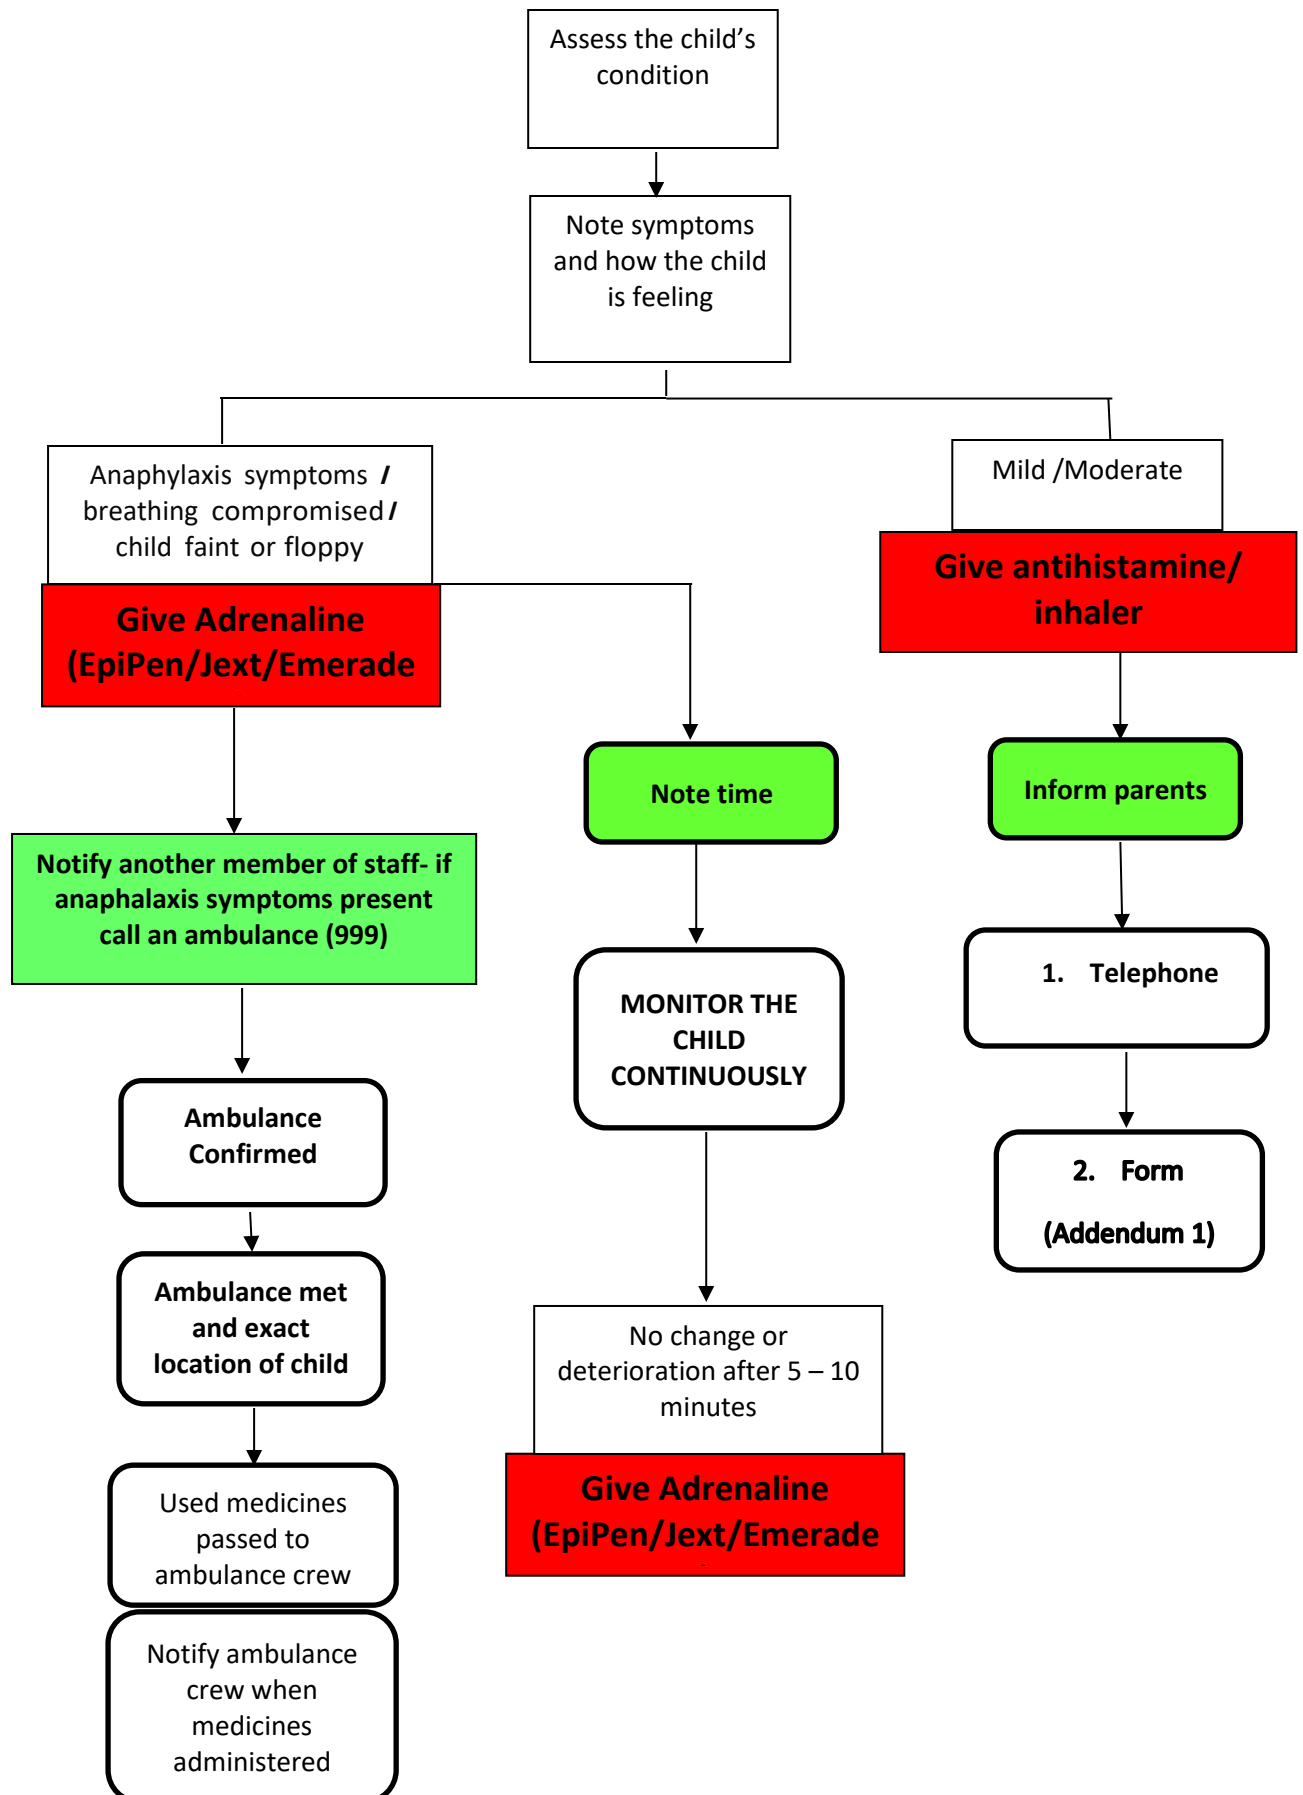 Assess the child’s
condition
Note symptoms
and how the child
is feeling
Anaphylaxis symptoms /
breathing compromised/
child faint or floppy
Give Adrenaline
(EpiPen/Jext/Emerade
Notify another member of staff- if
anaphalaxis symptoms present
call an ambulance (999)
Ambulance
Confirmed
Ambulance met
and exact
location of child
Used medicines
passed to
ambulance crew
Notify ambulance
crew when
medicines
administered
Note time
MONITOR THE
CHILD
CONTINUOUSLY
No change or
deterioration after 5 – 10
minutes
Give Adrenaline
(EpiPen/Jext/Emerade
Mild /Moderate
Give antihistamine/
inhaler
Inform parents
1. Telephone
2. Form
(Addendum 1)